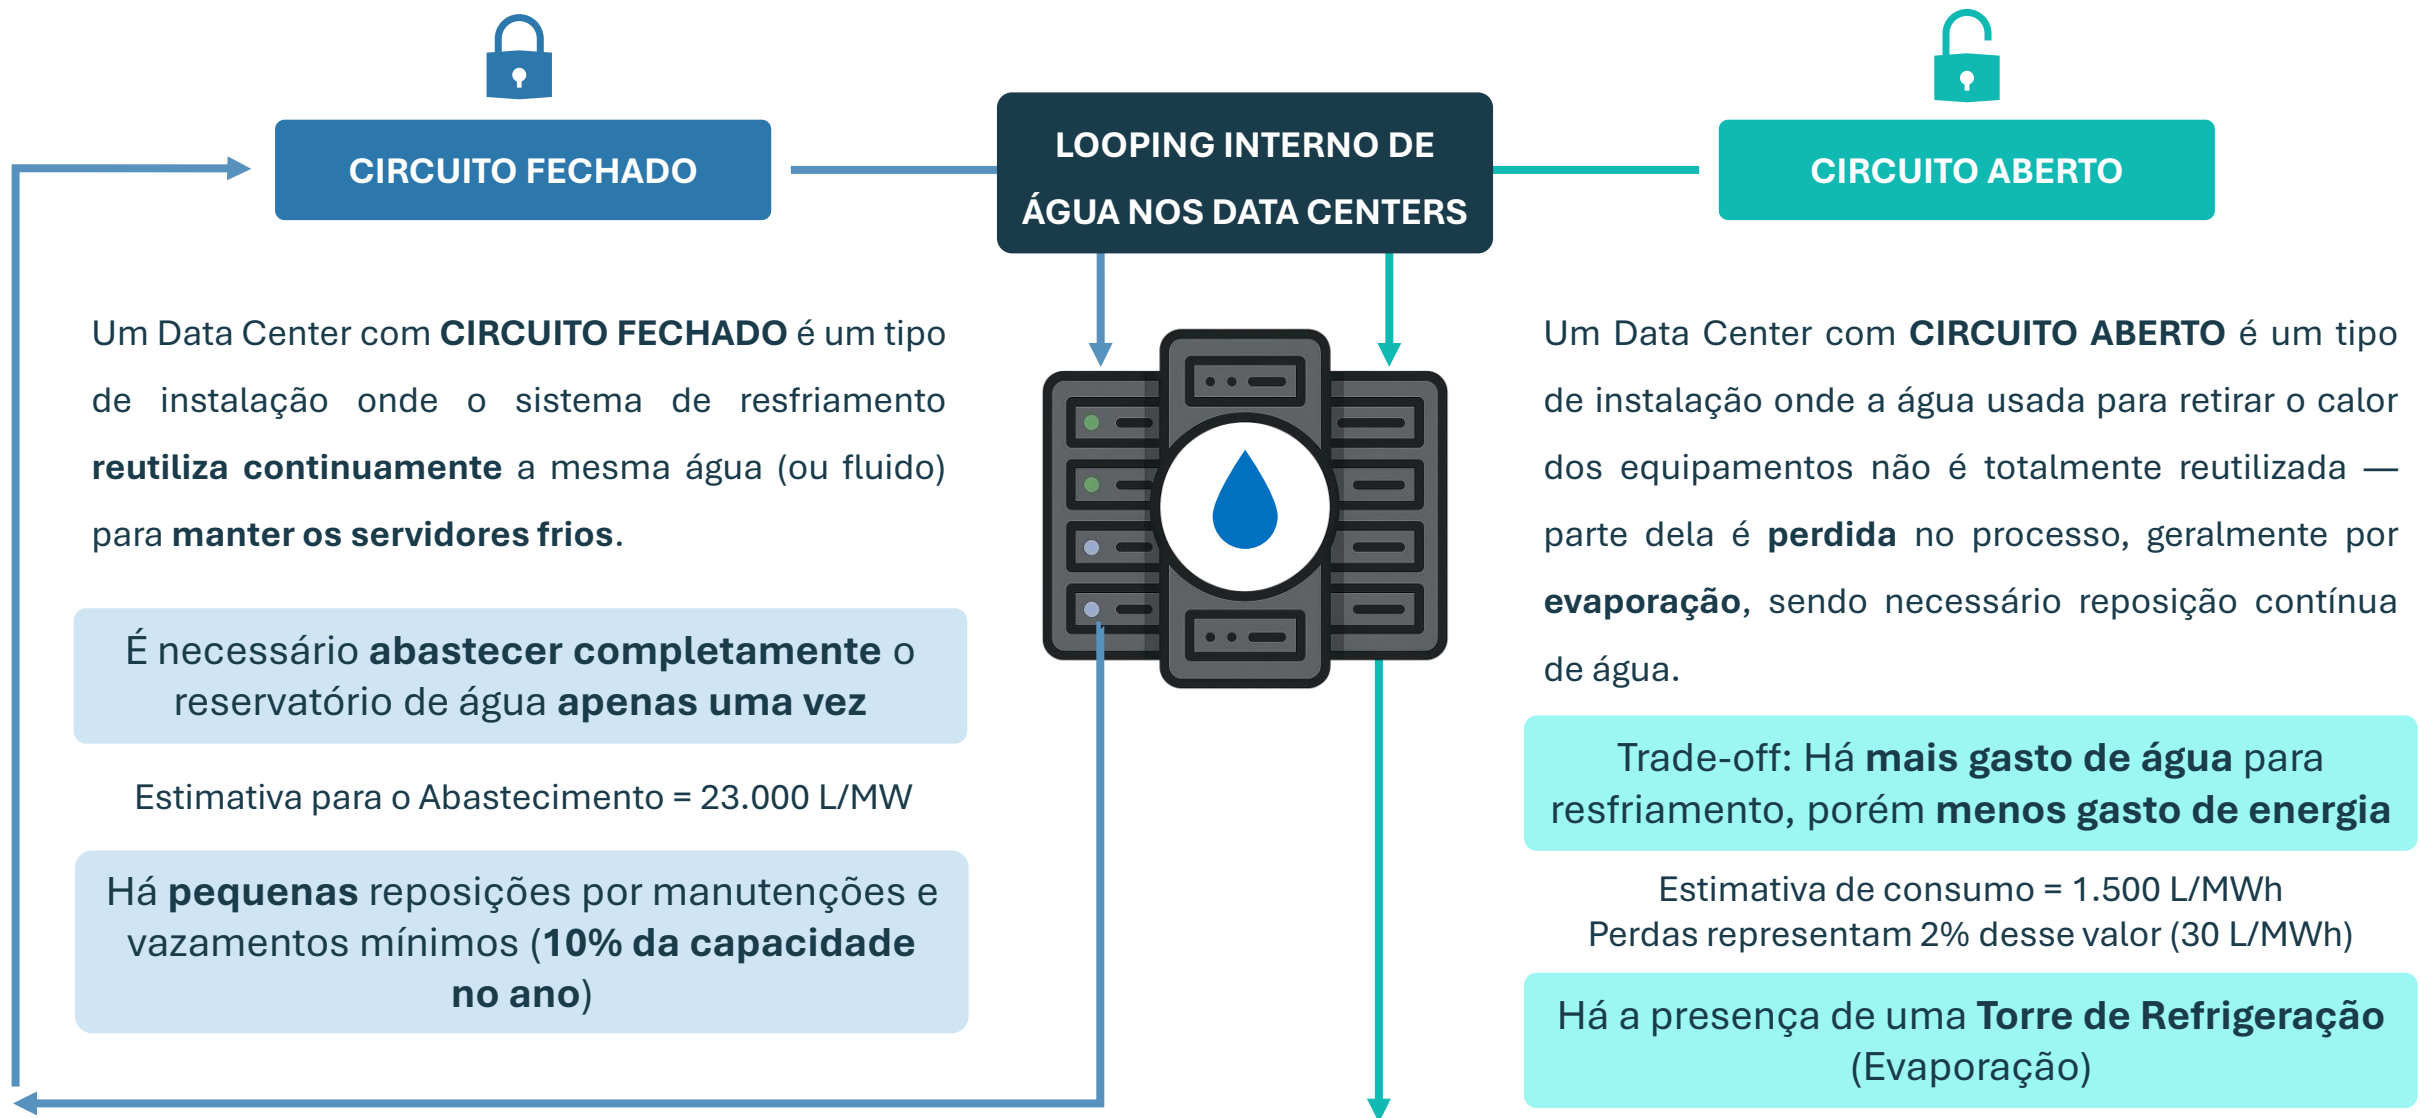 LOOPING INTERNO DE
ÁGUA NOS DATA CENTERS
CIRCUITO FECHADO
Um Data Center com CIRCUITO FECHADO é um tipo
de instalação onde o sistema de resfriamento
reutiliza continuamente a mesma água (ou fluido)
para manter os servidores frios.
É necessário abastecer completamente o
reservatório de água apenas uma vez
Estimativa para o Abastecimento = 23.000 L/MW
Há pequenas reposições por manutenções e
vazamentos mínimos (10% da capacidade
no ano)
CIRCUITO ABERTO
Um Data Center com CIRCUITO ABERTO é um tipo
de instalação onde a água usada para retirar o calor
dos equipamentos não é totalmente reutilizada —
parte dela é perdida no processo, geralmente por
evaporação, sendo necessário reposição contínua
de água.
Trade-off: Há mais gasto de água para
resfriamento, porém menos gasto de energia
Estimativa de consumo = 1.500 L/MWh
Perdas representam 2% desse valor (30 L/MWh)
Há a presença de uma Torre de Refrigeração
(Evaporação)